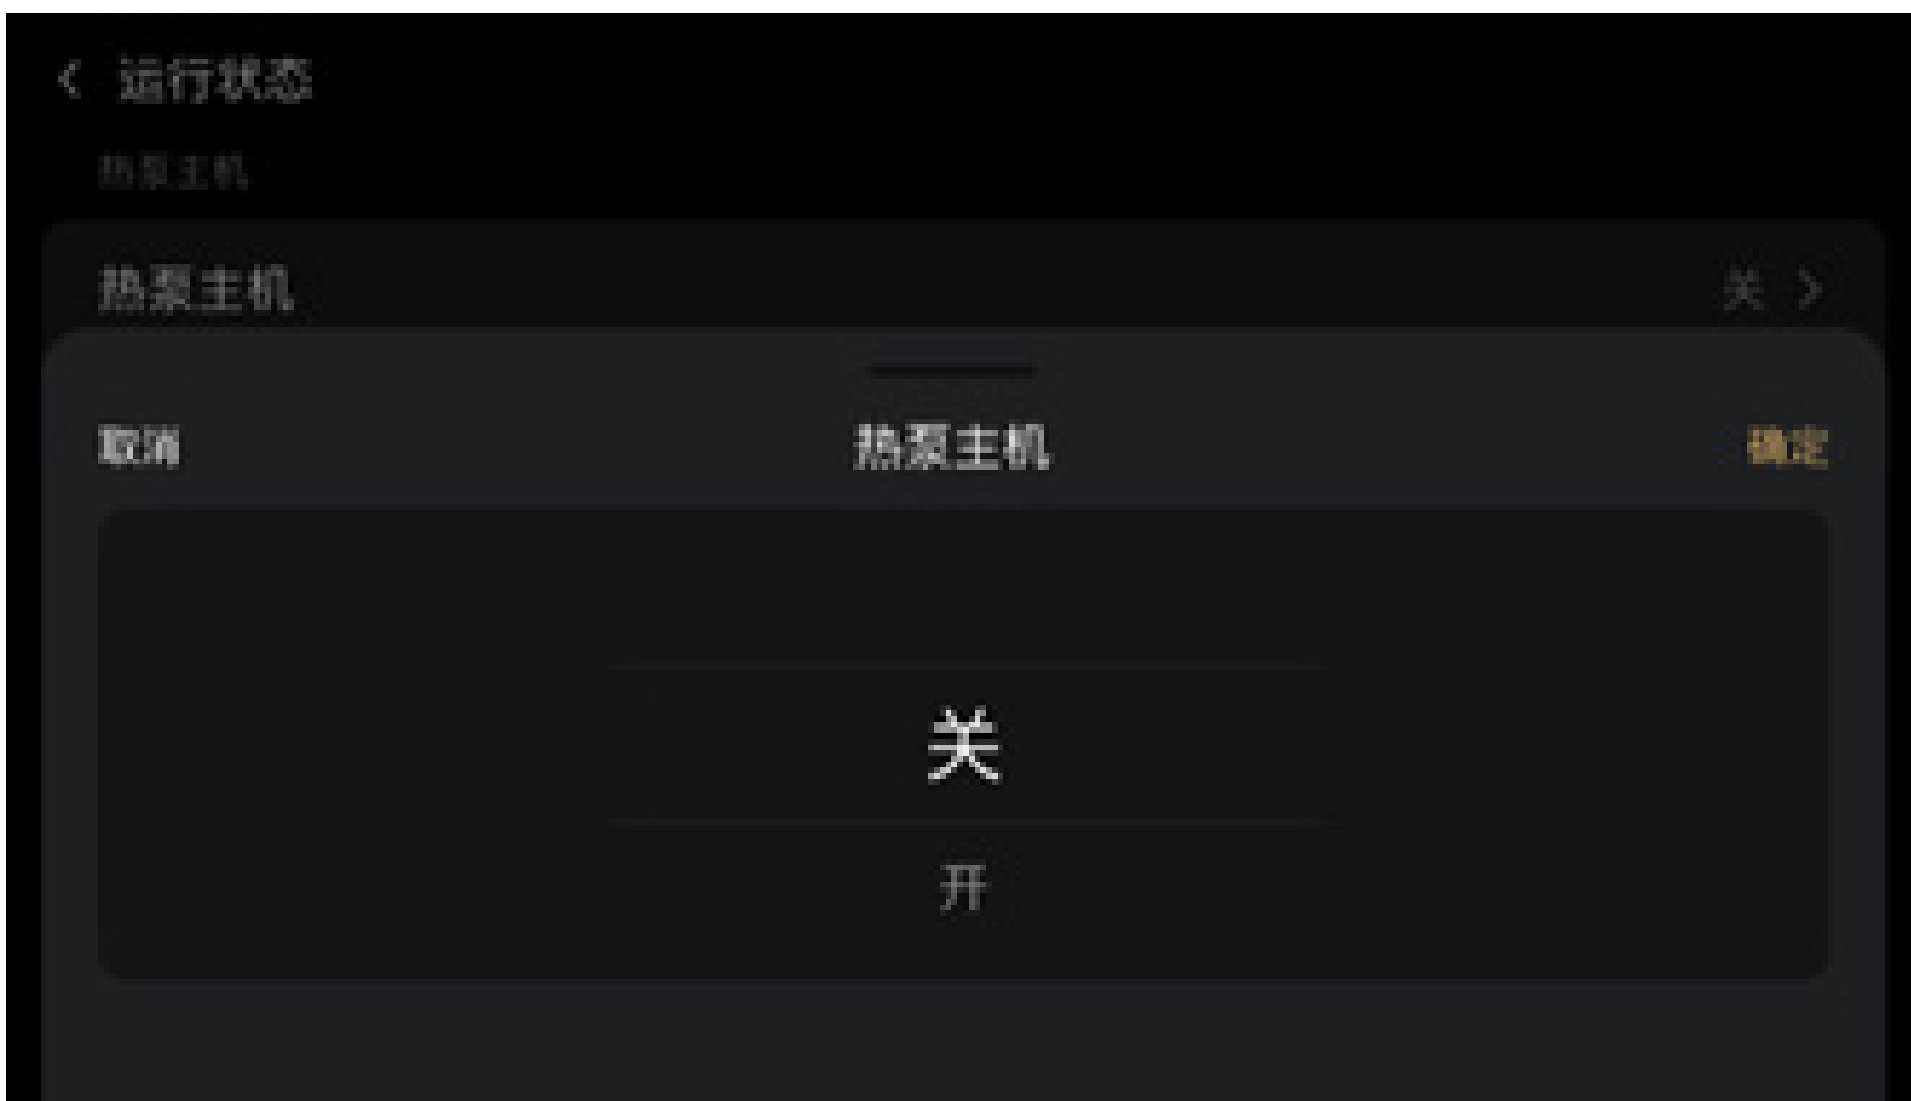 运行状态
热泵主机
热泵主机 关
取消 热泵主机 确定
关
开